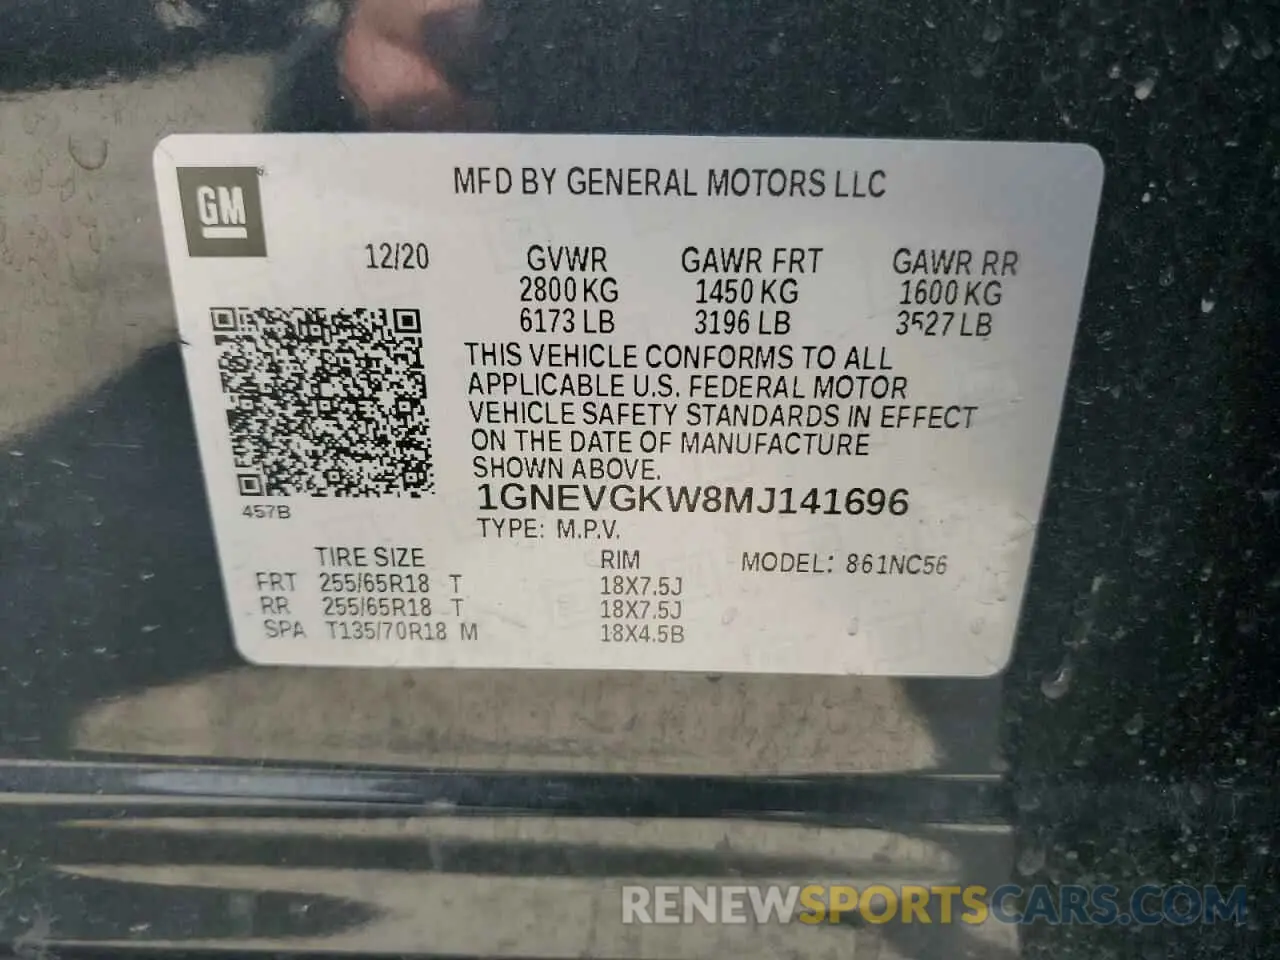 GM
MFD BY GENERAL MOTORS LLC
12/20 GVWR GAWR FRT GAWR RR
2800 KG 1450 KG 1600 KG
6173 LB 3196 LB 3527 LB
THIS VEHICLE CONFORMS TO ALL
APPLICABLE U.S. FEDERAL MOTOR
VEHICLE SAFETY STANDARDS IN EFFECT
ON THE DATE OF MANUFACTURE
SHOWN ABOVE.
1GNEVGKW8MJ141696
457B
TYPE: M.P.V.
TIRE SIZE RIM MODEL: 861NC56
FRT 255/65R18 T 18X7.5J
RR 255/65R18 T 18X7.5J
SPA T135/70R18 M 18X4.5B
RENEWSPORTSCARS.COM